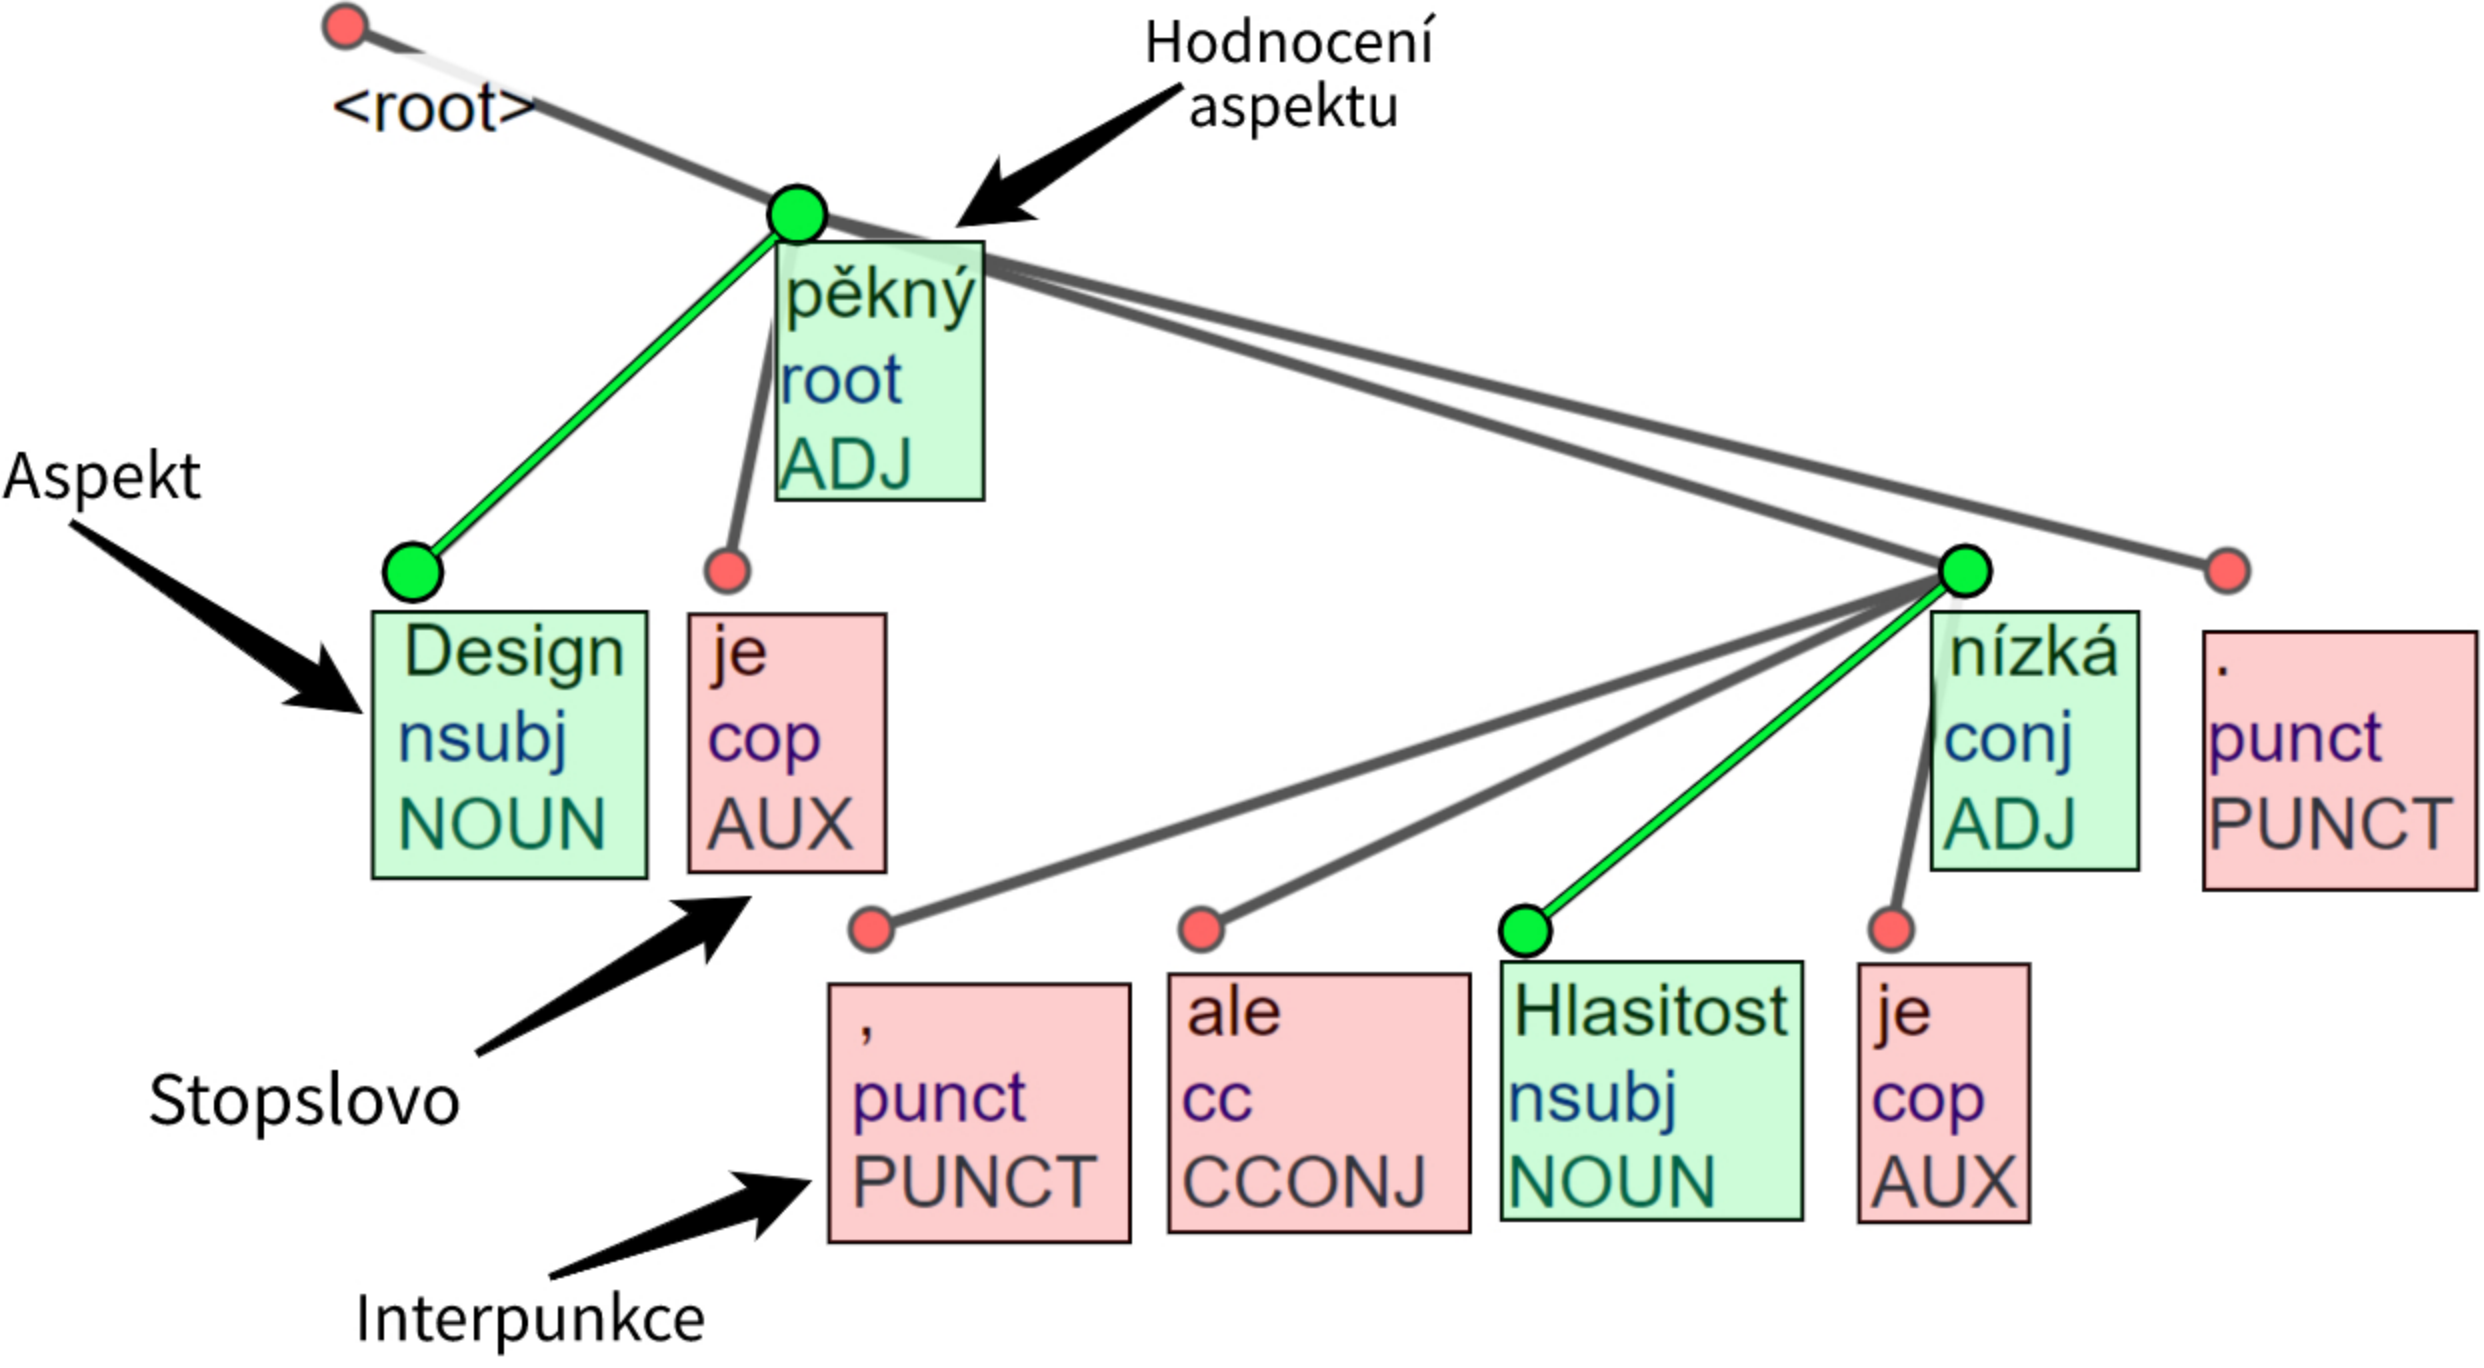 Hodnocení
aspektu
<root>
pěkný
root
ADJ
Aspekt
Design
nsubj
NOUN
je
cop
AUX
nízká
conj
ADJ
.
punct
PUNCT
Stopslovo
,
punct
PUNCT
ale
cc
CCONJ
Hlasitost
nsubj
NOUN
je
cop
AUX
Interpunkce